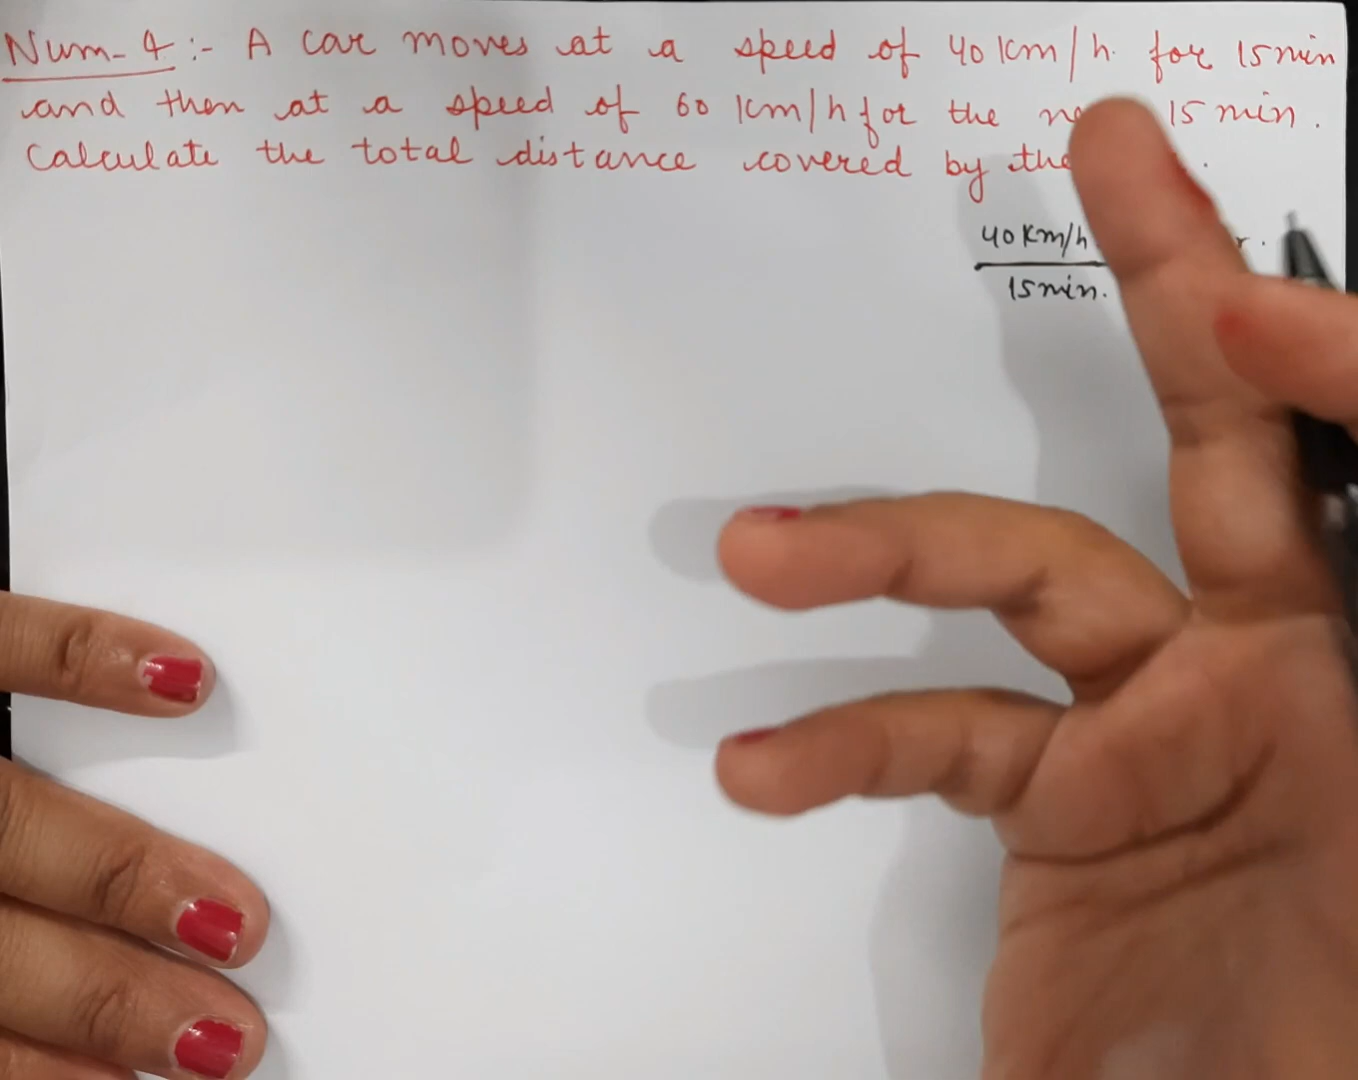 Num-4 :- A car moves at a speed of 40 km/h. for 15 min
and then at a speed of 60 km/h for the 15 min.
Calculate the total distance covered by the
40 Km/h
15 min.